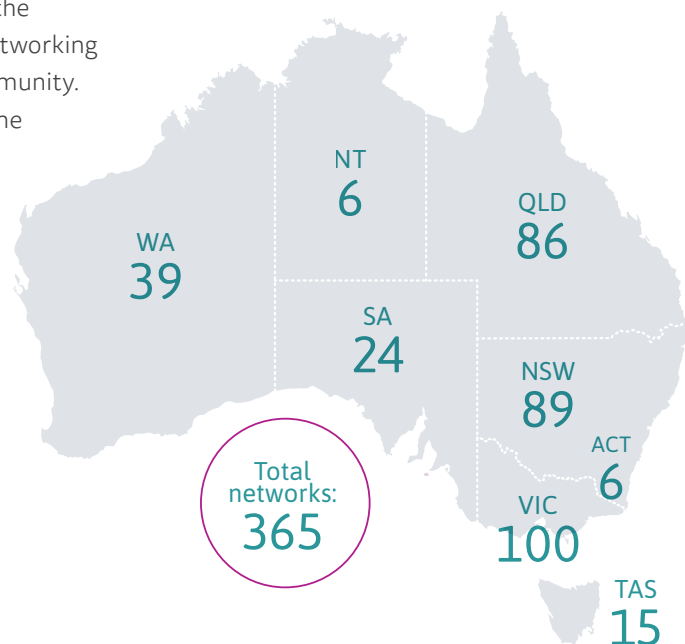 the
tworking
munity.
ne
NT
6
QLD
86
WA
39
SA
24
NSW
89
ACT
6
Total
networks:
365
VIC
100
TAS
15